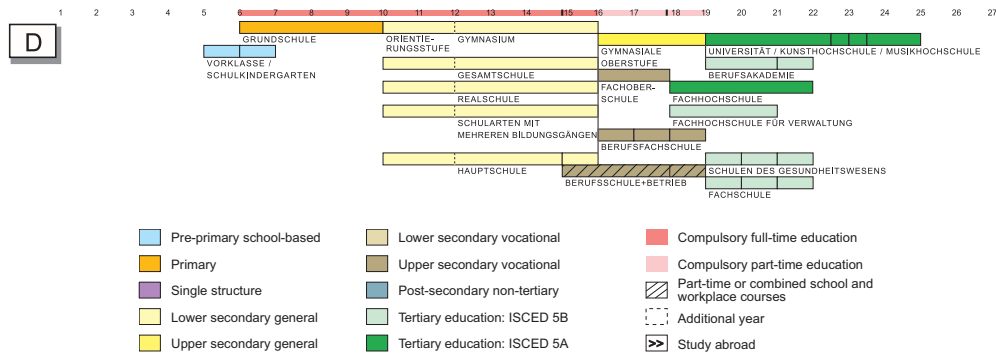 1 2 3 4 5 6 7 8 9 10 11 12 13 14 15 16 17 18 19 20 21 22 23 24 25 26 27
D
GRUNDSCHULE
ORIENTIE-
RUNGSSTUFE
GYMNASIUM
VORKLASSE /
SCHULKINDERGARTEN
GYMNASIALE
OBERSTUFE
UNIVERSITÄT / KUNSTHOCHSCHULE / MUSIKHOCHSCHULE
GESAMTSCHULE
BERUFSAKADEMIE
REALSCHULE
FACHOBER-
SCHULE
FACHHOCHSCHULE
SCHULARTEN MIT
MEHREREN BILDUNGSGÄNGEN
FACHHOCHSCHULE FÜR VERWALTUNG
BERUFSFACHSCHULE
HAUPTSCHULE
SCHULEN DES GESUNDHEITSWESENS
BERUFSSCHULE+BETRIEB
FACHSCHULE
Pre-primary school-based
Primary
Single structure
Lower secondary general
Upper secondary general
Lower secondary vocational
Upper secondary vocational
Post-secondary non-tertiary
Tertiary education: ISCED 5B
Tertiary education: ISCED 5A
Compulsory full-time education
Compulsory part-time education
Part-time or combined school and
workplace courses
Additional year
>> Study abroad